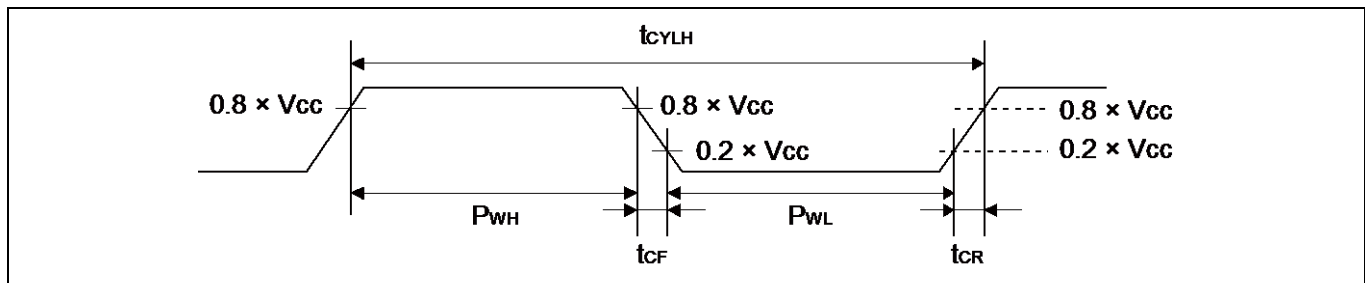 tCYLH
0.8 × VCC
0.8 × VCC
0.8 × VCC
0.2 × VCC
0.2 × VCC
PWH
PWL
tCF
tCR